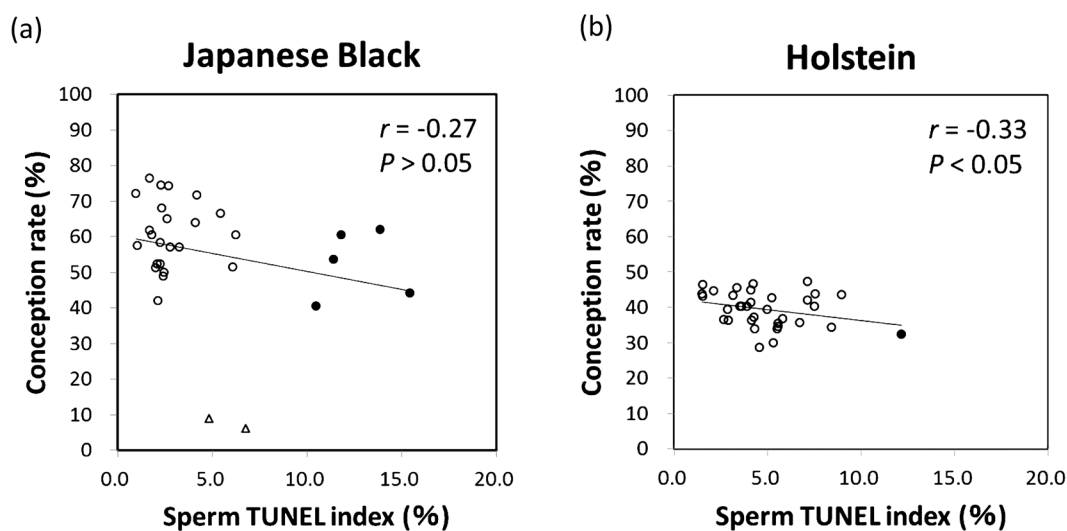 (a)
Japanese Black
100
90
80
70
60
50
40
30
20
10
0
Conception rate (%)
r = -0.27
P > 0.05
0.0 5.0 10.0 15.0 20.0
Sperm TUNEL index (%)
(b)
Holstein
100
90
80
70
60
50
40
30
20
10
0
Conception rate (%)
r = -0.33
P < 0.05
0.0 5.0 10.0 15.0 20.0
Sperm TUNEL index (%)